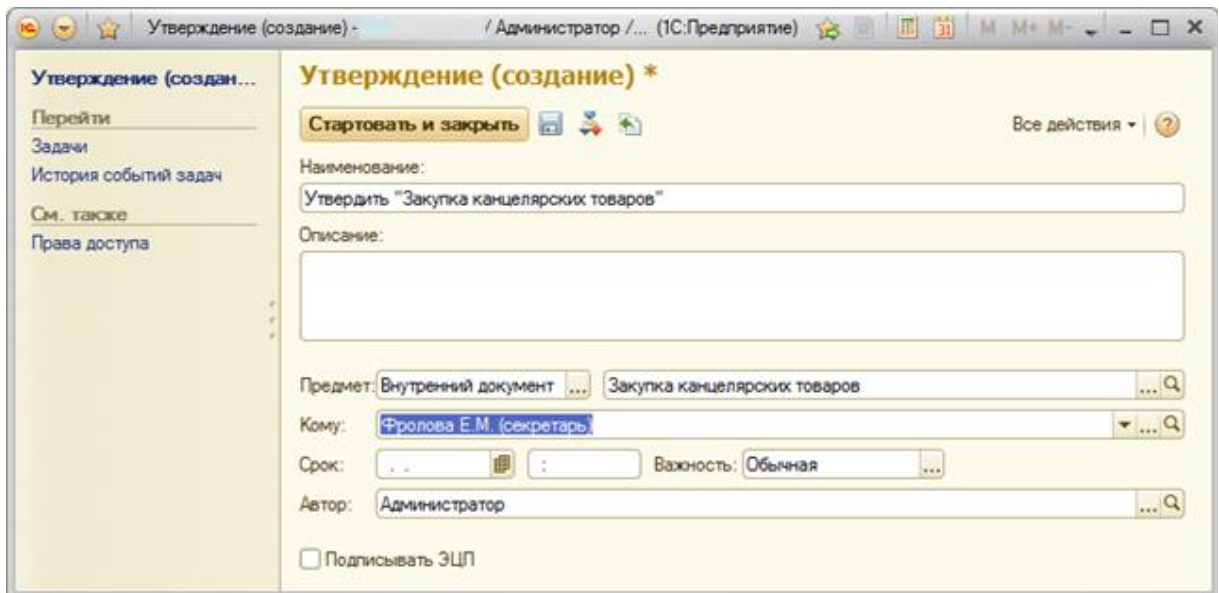 Утверждение (создание) - / Администратор /... (1С:Предприятие) 31 M M+ M-
Утверждение (создан...
Перейти
Задачи
История событий задач
См. также
Права доступа
Утверждение (создание) *
Стартовать и закрыть Все действия ?
Наименование:
Утвердить "Закупка канцелярских товаров"
Описание:
Предмет: Внутренний документ ... Закупка канцелярских товаров ...
Кому: Фролова Е.М. (секретарь) ...
Срок: . . : Важность: Обычная ...
Автор: Администратор ...
Подписывать ЭЦП